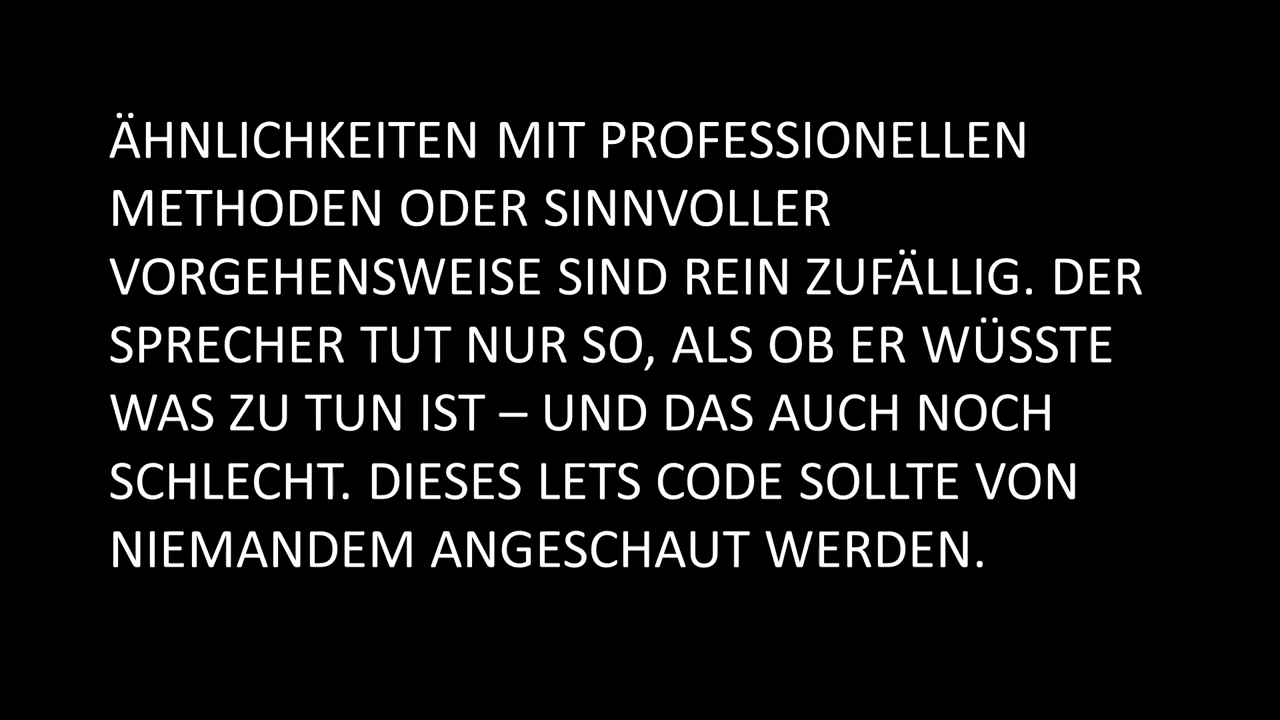 ÄHNLICHKEITEN MIT PROFESSIONELLEN
METHODEN ODER SINNVOLLER
VORGEHENSWEISE SIND REIN ZUFÄLLIG. DER
SPRECHER TUT NUR SO, ALS OB ER WÜSSTE
WAS ZU TUN IST – UND DAS AUCH NOCH
SCHLECHT. DIESES LETS CODE SOLLTE VON
NIEMANDEM ANGESCHAUT WERDEN.